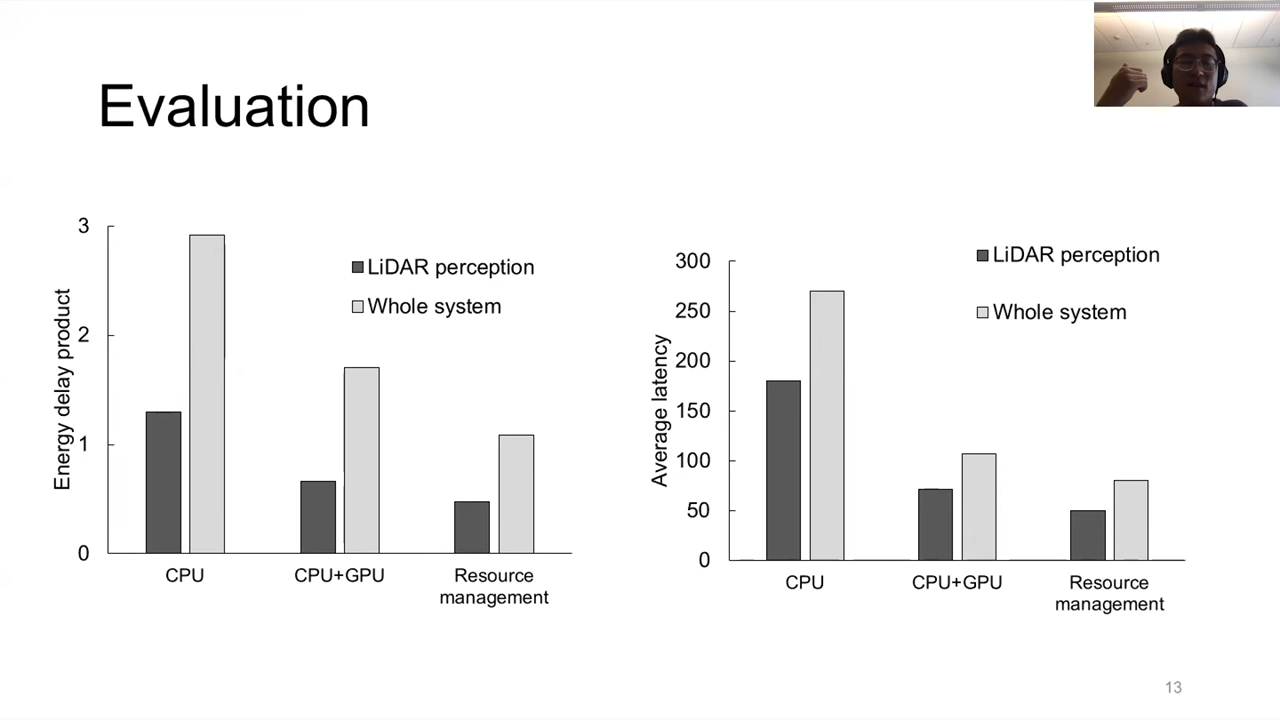 Evaluation
Energy delay product
3
2
1
0
LiDAR perception
Whole system
CPU
CPU+GPU
Resource
management
Average latency
300
250
200
150
100
50
0
LiDAR perception
Whole system
CPU
CPU+GPU
Resource
management
13